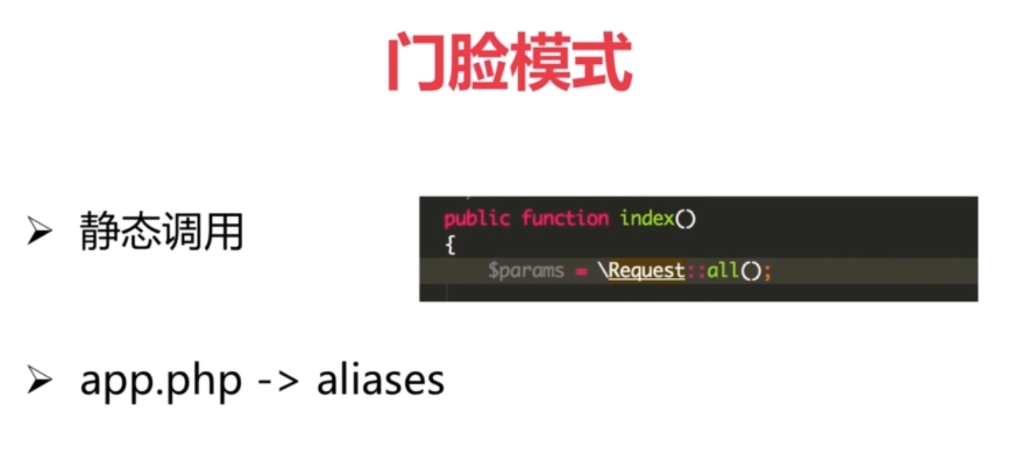 门脸模式
➢ 静态调用
public function index()
{
$params = \Request::all();
➢ app.php -> aliases